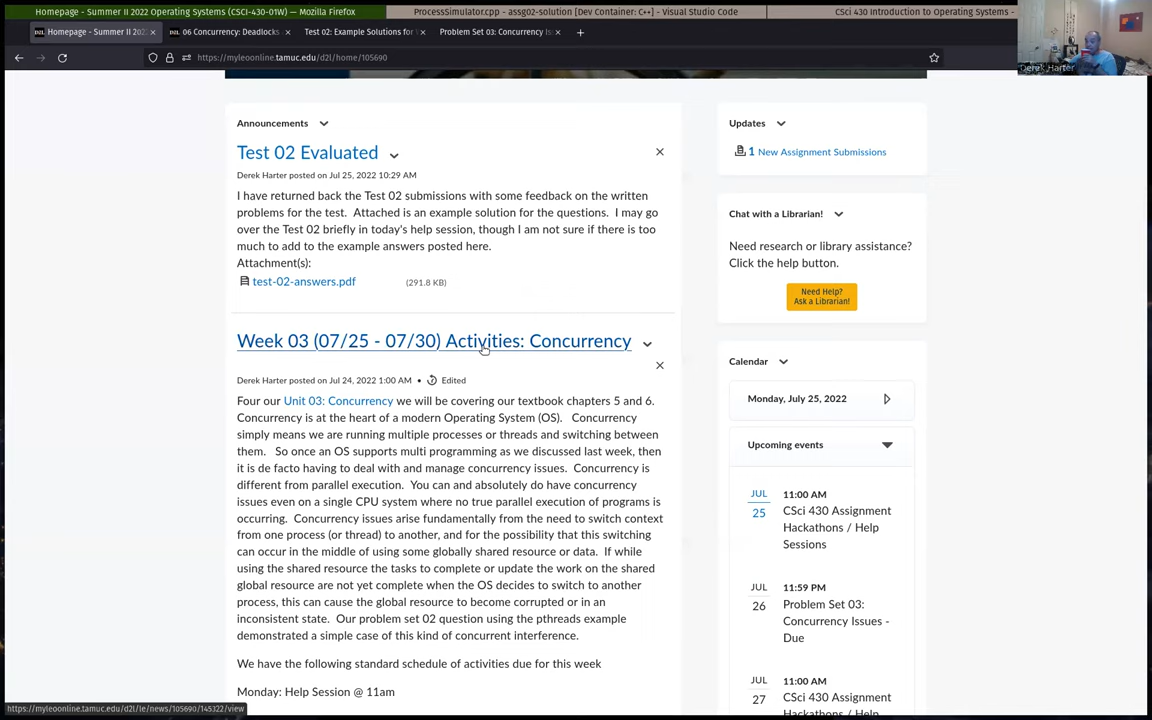 Homepage - Summer II 2022 Operating Systems (CSCI-430-01W) — Mozilla Firefox
ProcessSimulator.cpp - assg02-solution [Dev Container: C++] - Visual Studio Code
CSci 430 Introduction to Operating Systems -
Homepage - Summer II 202
06 Concurrency: Deadlocks
Test 02: Example Solutions for
Problem Set 03: Concurrency
https://myleoonline.tamuc.edu/d2l/home/105690
Derek Harter
Announcements
Test 02 Evaluated
Derek Harter posted on Jul 25, 2022 10:29 AM
I have returned back the Test 02 submissions with some feedback on the written
problems for the test. Attached is an example solution for the questions. I may go
over the Test 02 briefly in today's help session, though I am not sure if there is too
much to add to the example answers posted here.
Attachment(s):
test-02-answers.pdf (291.8 KB)
Week 03 (07/25 - 07/30) Activities: Concurrency
Derek Harter posted on Jul 24, 2022 1:00 AM • Edited
Four our Unit 03: Concurrency we will be covering our textbook chapters 5 and 6.
Concurrency is at the heart of a modern Operating System (OS). Concurrency
simply means we are running multiple processes or threads and switching between
them. So once an OS supports multi programming as we discussed last week, then
it is de facto having to deal with and manage concurrency issues. Concurrency is
different from parallel execution. You can and absolutely do have concurrency
issues even on a single CPU system where no true parallel execution of programs is
occurring. Concurrency issues arise fundamentally from the need to switch context
from one process (or thread) to another, and for the possibility that this switching
can occur in the middle of using some globally shared resource or data. If while
using the shared resource the tasks to complete or update the work on the shared
global resource are not yet complete when the OS decides to switch to another
process, this can cause the global resource to become corrupted or in an
inconsistent state. Our problem set 02 question using the pthreads example
demonstrated a simple case of this kind of concurrent interference.
We have the following standard schedule of activities due for this week
Monday: Help Session @ 11am
Updates
1 New Assignment Submissions
Chat with a Librarian!
Need research or library assistance?
Click the help button.
Need Help?
Ask a Librarian!
Calendar
Monday, July 25, 2022
Upcoming events
JUL
25
11:00 AM
CSci 430 Assignment
Hackathons / Help
Sessions
JUL
26
11:59 PM
Problem Set 03:
Concurrency Issues -
Due
JUL
27
11:00 AM
CSci 430 Assignment
Hackathons / Help
https://myleoonline.tamuc.edu/d2l/le/news/105690/145322/view